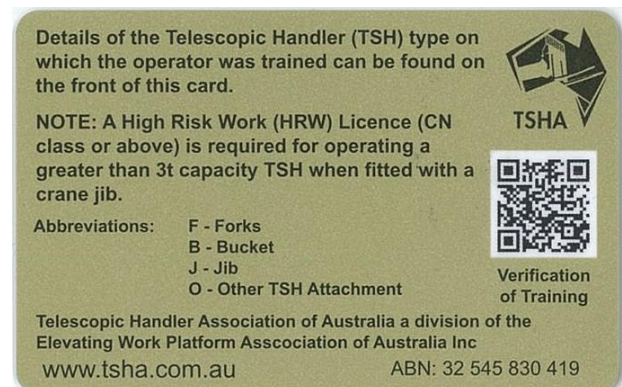 Details of the Telescopic Handler (TSH) type on
which the operator was trained can be found on
the front of this card.
TSHA
NOTE: A High Risk Work (HRW) Licence (CN
class or above) is required for operating a
greater than 3t capacity TSH when fitted with a
crane jib.
Abbreviations: F - Forks
B - Bucket
J - Jib
O - Other TSH Attachment
Verification
of Training
Telescopic Handler Association of Australia a division of the
Elevating Work Platform Asscociation of Australia Inc
www.tsha.com.au ABN: 32 545 830 419